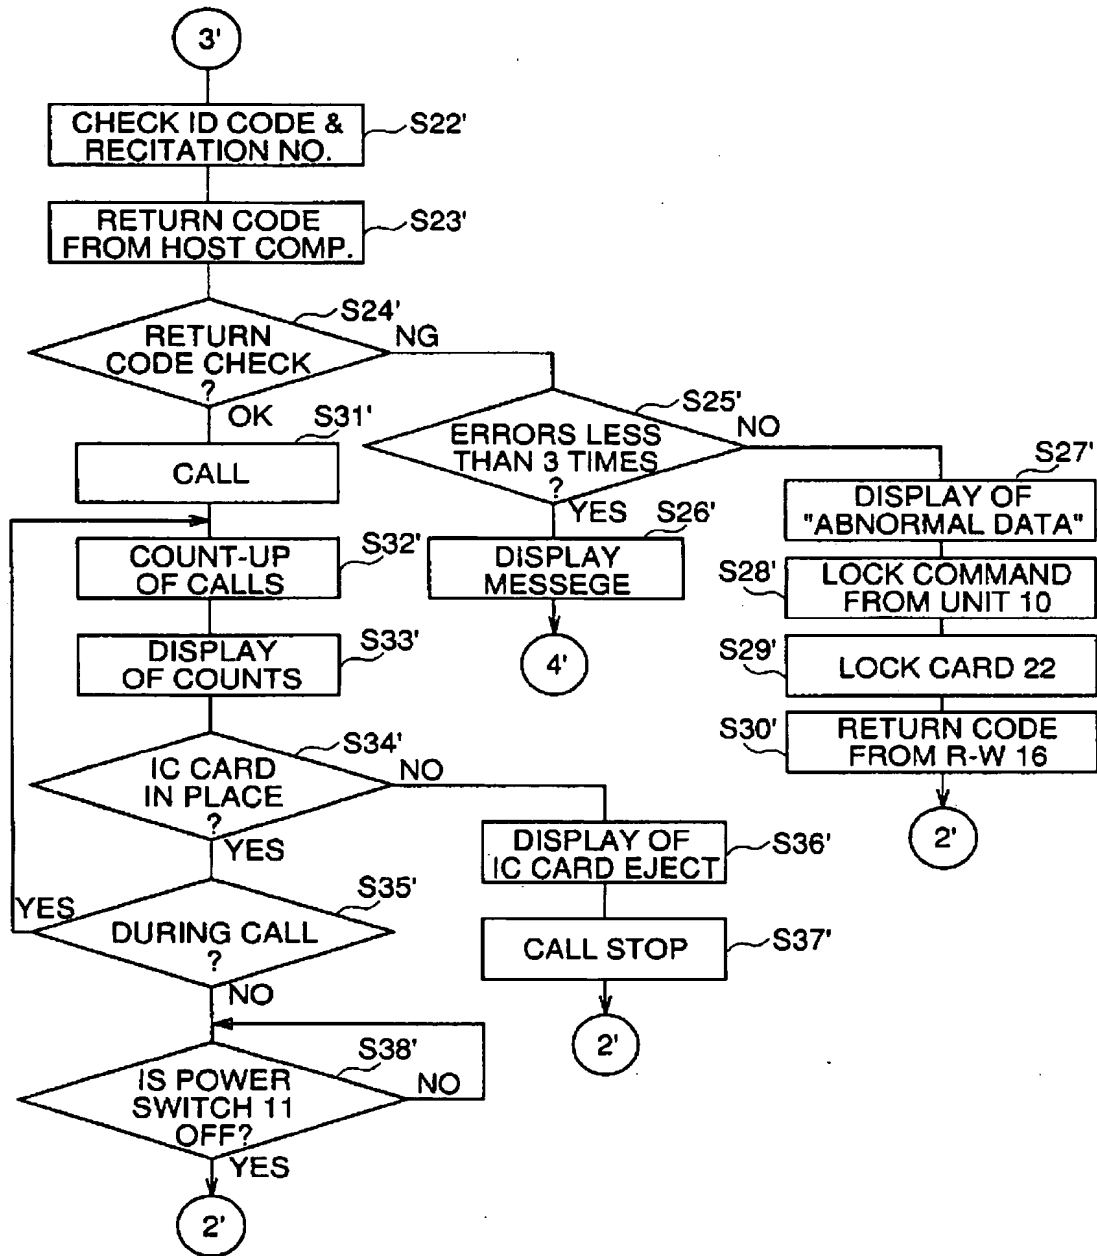 3'
CHECK ID CODE &
RECITATION NO.
S22'
RETURN CODE
FROM HOST COMP.
S23'
S24'
RETURN
CODE CHECK
?
NG
OK
S25'
ERRORS LESS
THAN 3 TIMES
?
NO
YES
S31'
CALL
S26'
DISPLAY
MESSEGE
4'
S27'
DISPLAY OF
"ABNORMAL DATA"
S28'
LOCK COMMAND
FROM UNIT 10
S29'
LOCK CARD 22
S30'
RETURN CODE
FROM R-W 16
2'
COUNT-UP
OF CALLS
S32'
DISPLAY
OF COUNTS
S33'
S34'
IC CARD
IN PLACE
?
NO
YES
DISPLAY OF
IC CARD EJECT
S36'
CALL STOP
S37'
2'
S35'
YES
DURING CALL
?
NO
S38'
IS POWER
SWITCH 11
OFF?
NO
YES
2'